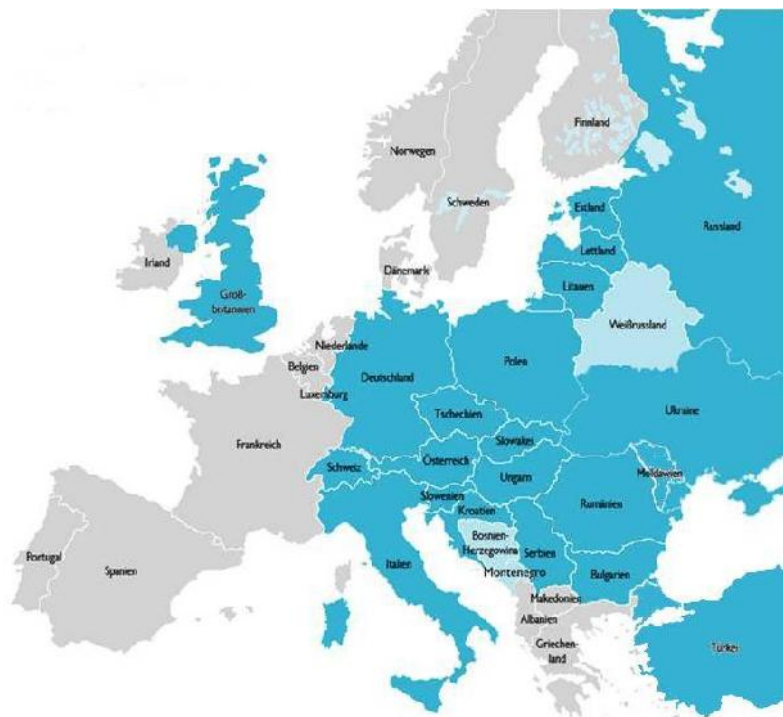 Finnland
Norwegen
Schweden
Estland
Russland
Lettland
Irland
Dänemark
Litauen
Groß-
britannien
Weißrussland
Niederlande
Belgien
Deutschland
Polen
Luxemburg
Tschechien
Ukraine
Frankreich
Slowakei
Schweiz
Österreich
Ungarn
Moldawien
Slowenien
Rumänien
Kroatien
Bosnien-
Herzegowina
Serbien
Portugal
Spanien
Italien
Montenegro
Bulgarien
Makedonien
Albanien
Griechen-
land
Türkei